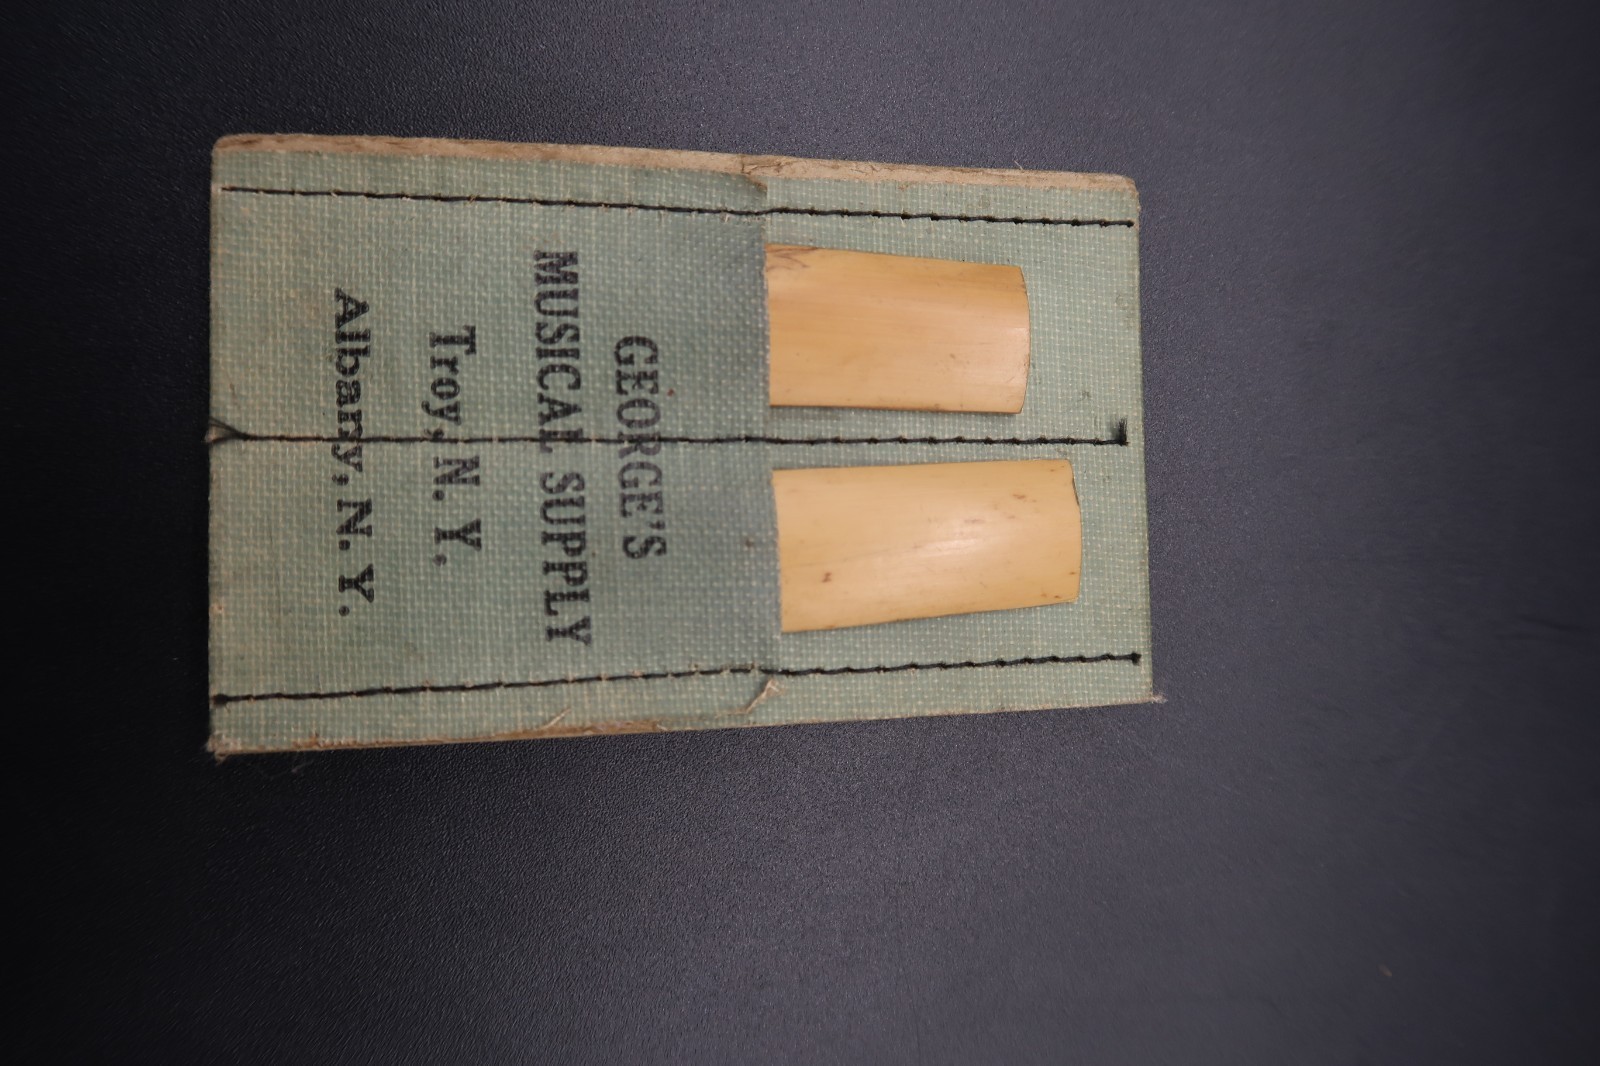 GEORGE'S
MUSICAL SUPPLY
Troy, N. Y.
Albany, N. Y.